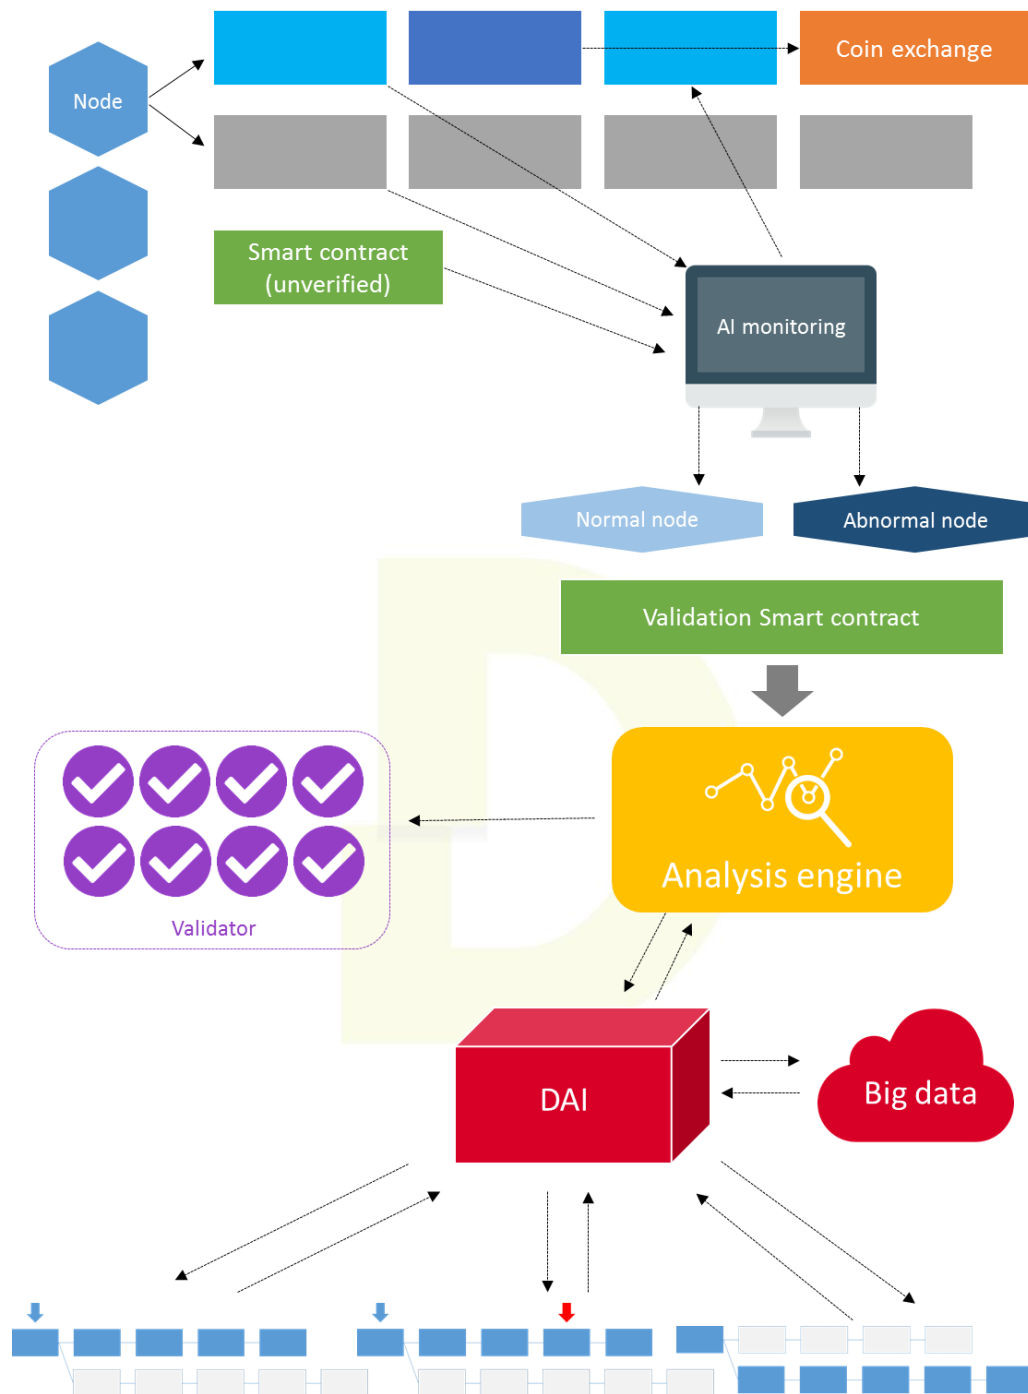 Coin exchange
Node
Smart contract
(unverified)
AI monitoring
Normal node
Abnormal node
Validation Smart contract
Analysis engine
Validator
DAI
Big data